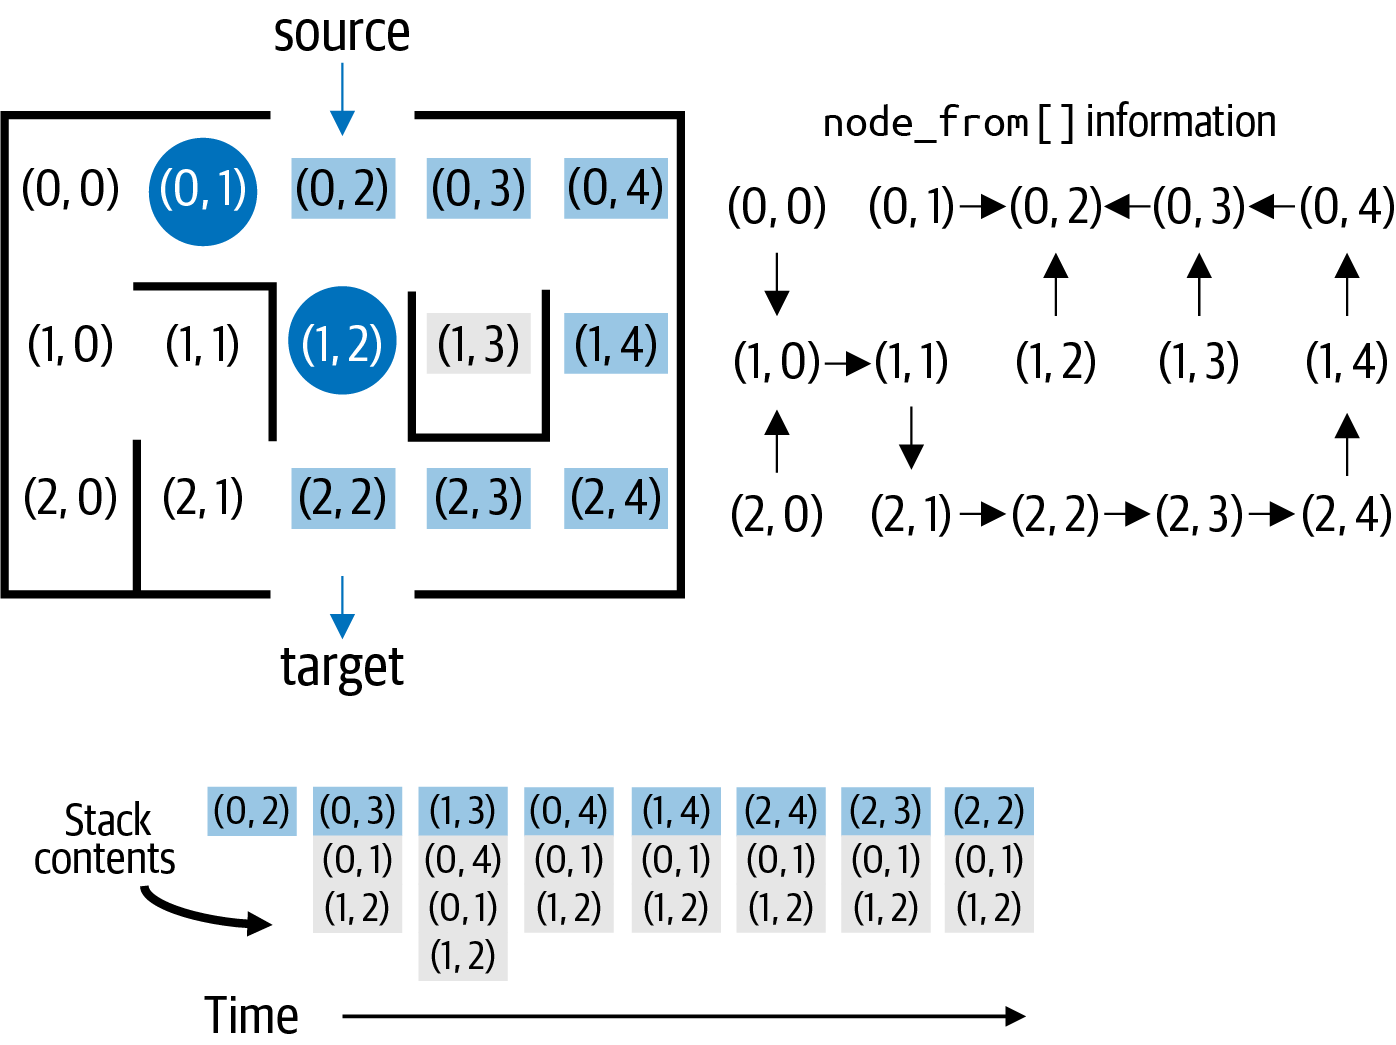 source
(0, 0) (0, 1) (0, 2) (0, 3) (0, 4)
(1, 0) (1, 1) (1, 2) (1, 3) (1, 4)
(2, 0) (2, 1) (2, 2) (2, 3) (2, 4)
target
node_from[] information
(0, 0) (0, 1) (0, 2) (0, 3) (0, 4)
(1, 0) (1, 1) (1, 2) (1, 3) (1, 4)
(2, 0) (2, 1) (2, 2) (2, 3) (2, 4)
Stack
contents
(0, 2) (0, 3) (1, 3) (0, 4) (1, 4) (2, 4) (2, 3) (2, 2)
(0, 1) (0, 4) (0, 1) (0, 1) (0, 1) (0, 1) (0, 1)
(1, 2) (0, 1) (1, 2) (1, 2) (1, 2) (1, 2) (1, 2)
(1, 2)
Time